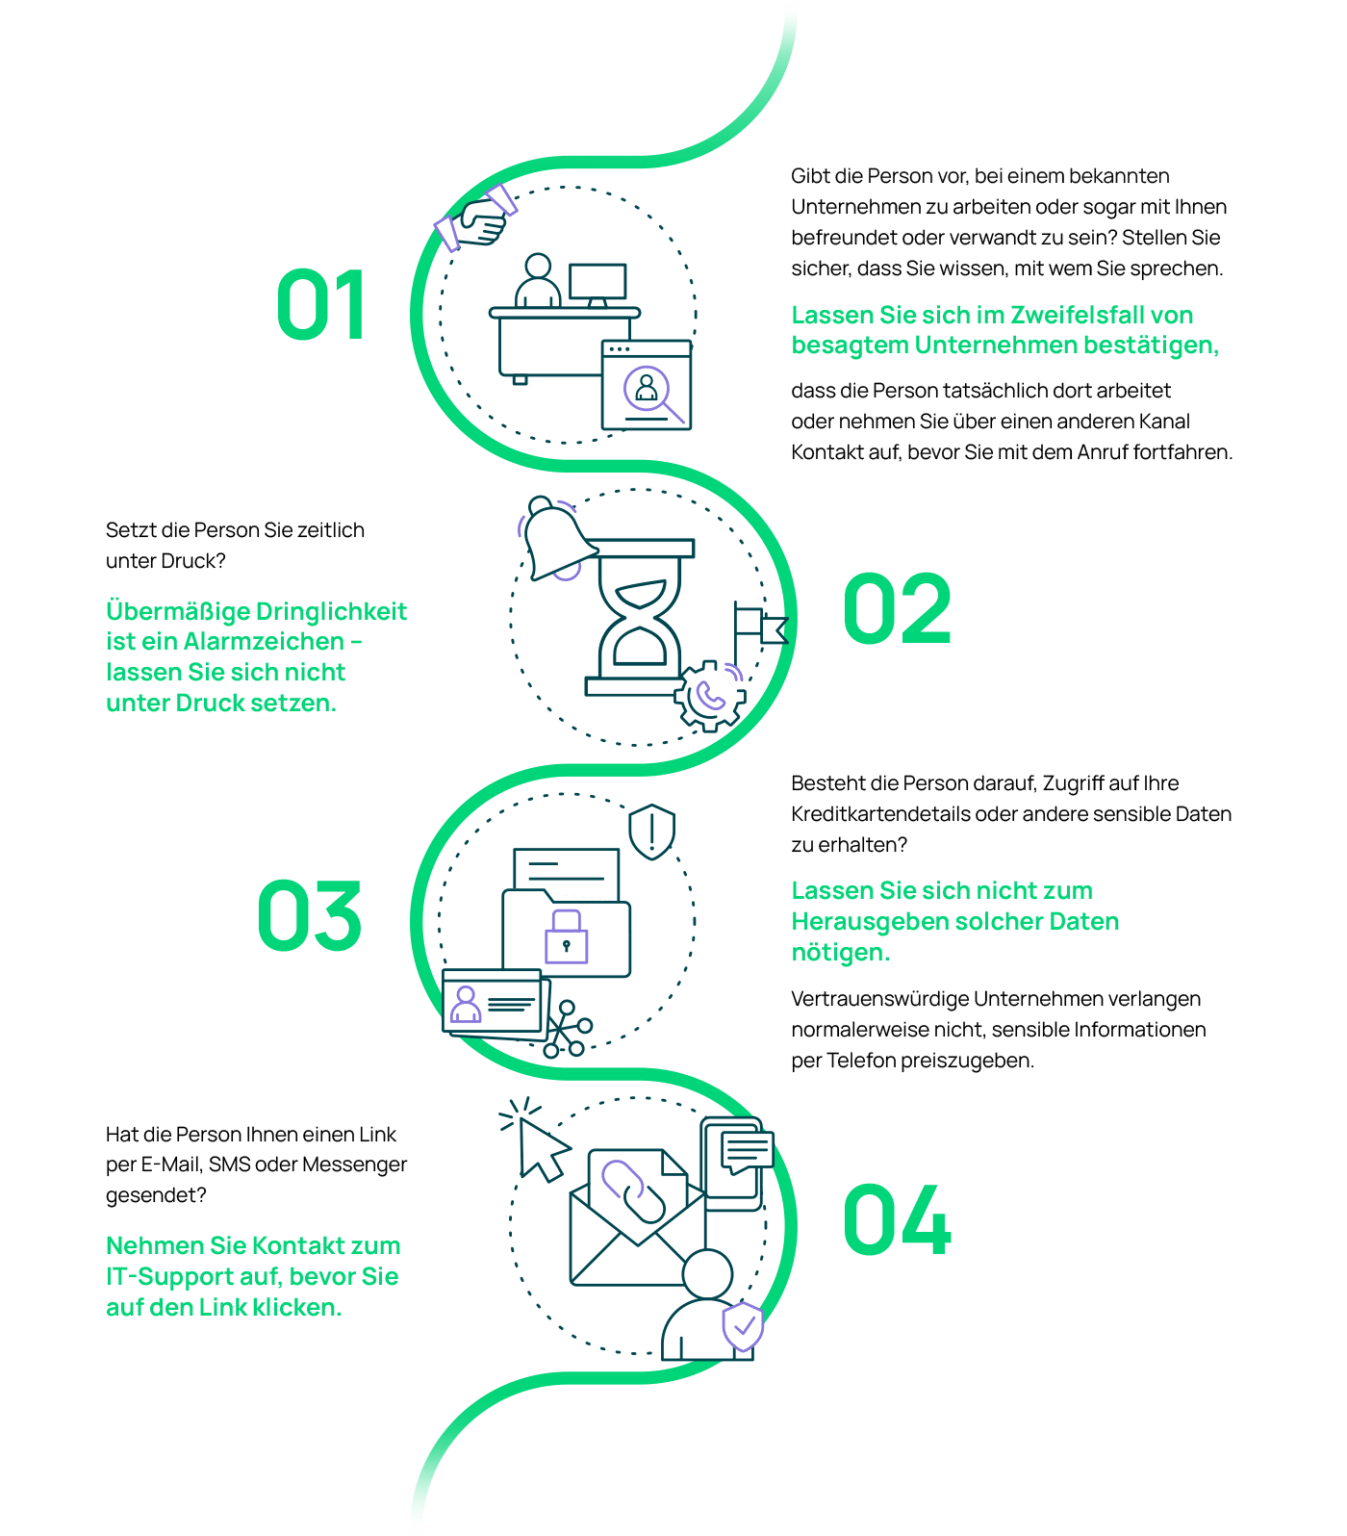 01
Gibt die Person vor, bei einem bekannten
Unternehmen zu arbeiten oder sogar mit Ihnen
befreundet oder verwandt zu sein? Stellen Sie
sicher, dass Sie wissen, mit wem Sie sprechen.
Lassen Sie sich im Zweifelsfall von
besagtem Unternehmen bestätigen,
dass die Person tatsächlich dort arbeitet
oder nehmen Sie über einen anderen Kanal
Kontakt auf, bevor Sie mit dem Anruf fortfahren.
02
Setzt die Person Sie zeitlich
unter Druck?
Übermäßige Dringlichkeit
ist ein Alarmzeichen –
lassen Sie sich nicht
unter Druck setzen.
03
Besteht die Person darauf, Zugriff auf Ihre
Kreditkartendetails oder andere sensible Daten
zu erhalten?
Lassen Sie sich nicht zum
Herausgeben solcher Daten
nötigen.
Vertrauenswürdige Unternehmen verlangen
normalerweise nicht, sensible Informationen
per Telefon preiszugeben.
04
Hat die Person Ihnen einen Link
per E-Mail, SMS oder Messenger
gesendet?
Nehmen Sie Kontakt zum
IT-Support auf, bevor Sie
auf den Link klicken.